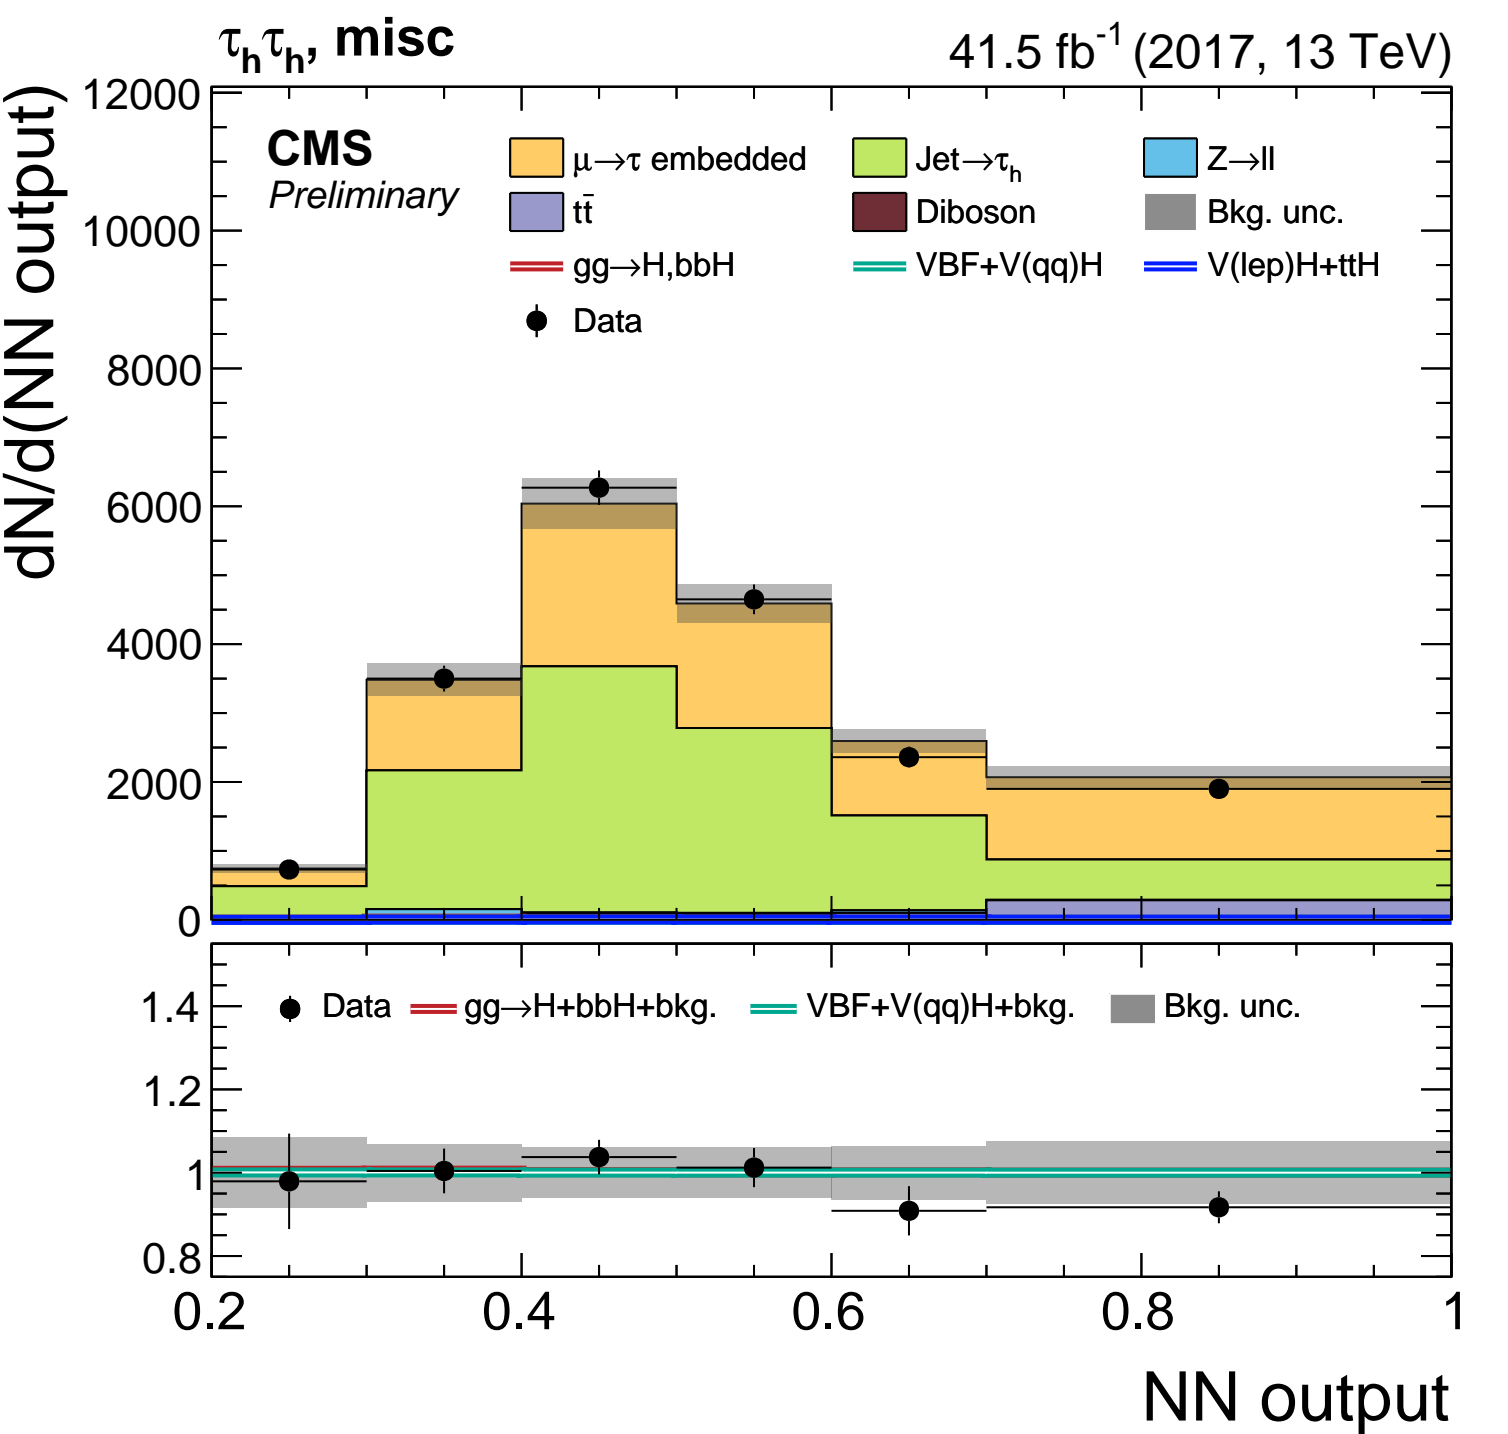 τhτh, misc
41.5 fb-1 (2017, 13 TeV)
dN/d(NN output)
12000
10000
8000
6000
4000
2000
0
CMS
Preliminary
μ→τ embedded
Jet→τh
Z→ll
tt̄
Diboson
Bkg. unc.
gg→H,bbH
VBF+V(qq)H
V(lep)H+ttH
Data
1.4
1.2
1
0.8
Data
gg→H+bbH+bkg.
VBF+V(qq)H+bkg.
Bkg. unc.
0.2
0.4
0.6
0.8
1
NN output